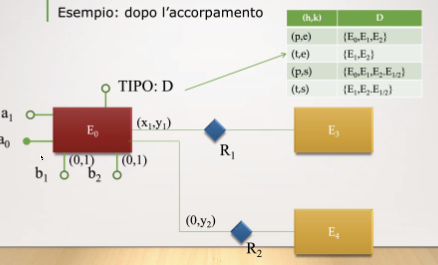 Esempio: dopo l'accorpamento
(h,k) D
(p,e) {E₀,E₁,E₂}
(t,e) {E₁,E₂}
(p,s) {E₀,E₁,E₂,E₁/₂}
(t,s) {E₁,E₂,E₁/₂}
TIPO: D
a₁
a₀
E₀
(x₁,y₁)
R₁
E₃
(0,1)
(0,1)
b₁
b₂
(0,y₂)
R₂
E₄